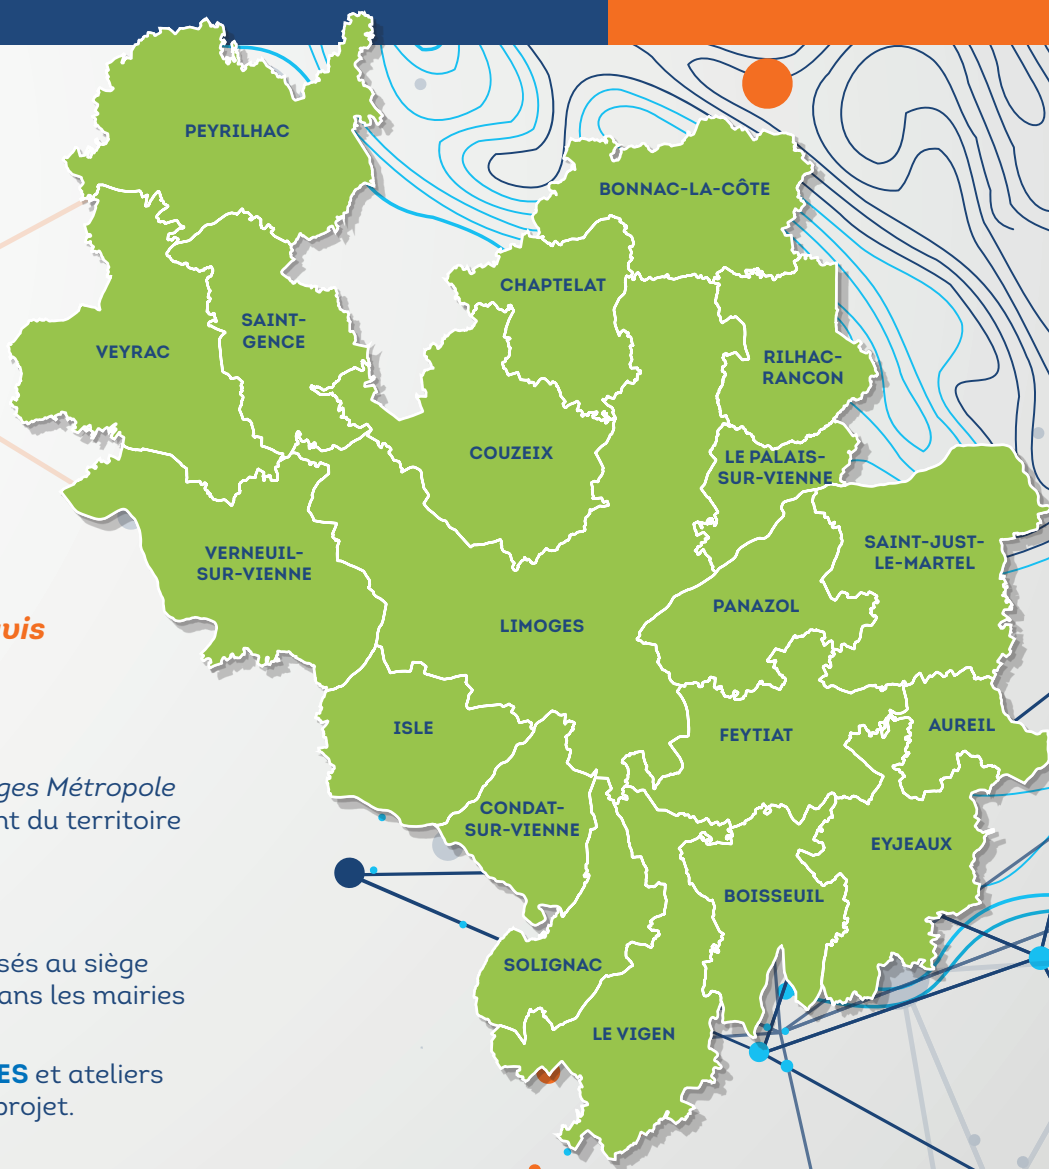 PEYRILHAC
BONNAC-LA-CÔTE
CHAPTELAT
SAINT-
GENCE
VEYRAC
RILHAC-
RANCON
COUZEIX
LE PALAIS-
SUR-VIENNE
VERNEUIL-
SUR-VIENNE
SAINT-JUST-
LE-MARTEL
PANAZOL
LIMOGES
uis
ISLE
FEYTIAT
AUREIL
ges Métropole
nt du territoire
CONDAT-
SUR-VIENNE
EYJEAUX
BOISSEUIL
SOLIGNAC
sés au siège
ans les mairies
LE VIGEN
ES et ateliers
projet.